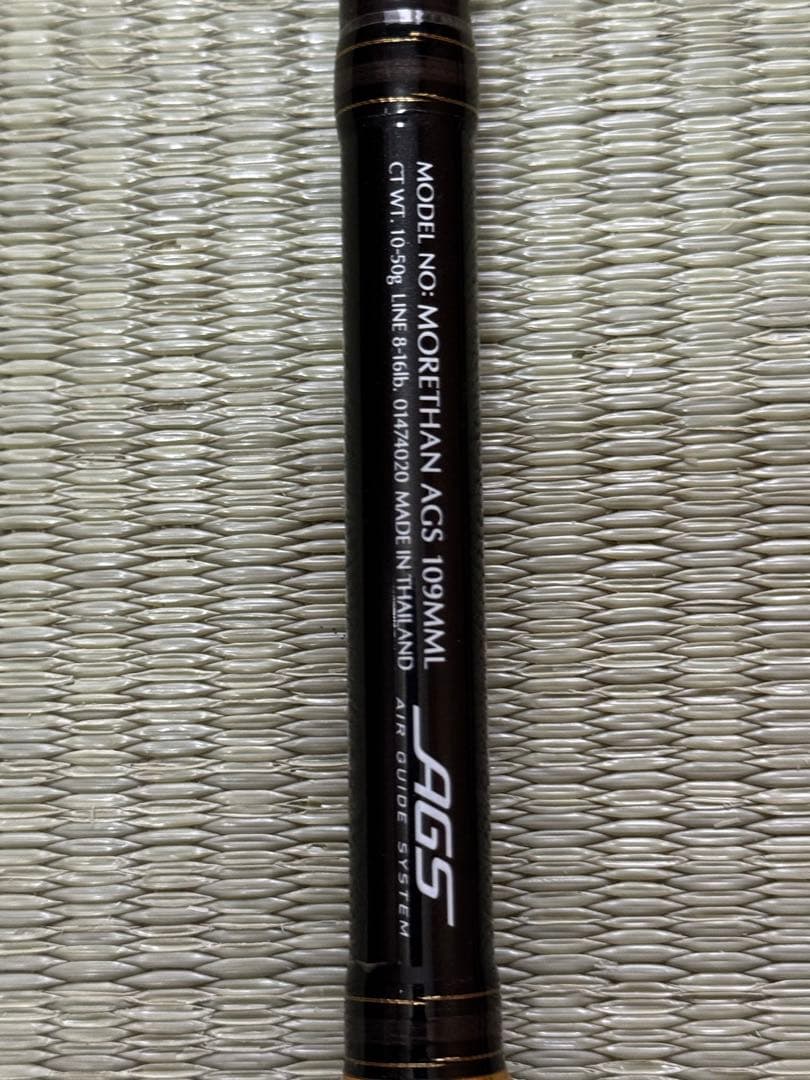 MODEL NO: MORETHAN AGS 109MML
CT WT. 10-50g LINE 8-16lb. 01474020 MADE IN THAILAND
AGS
AIR GUIDE SYSTEM